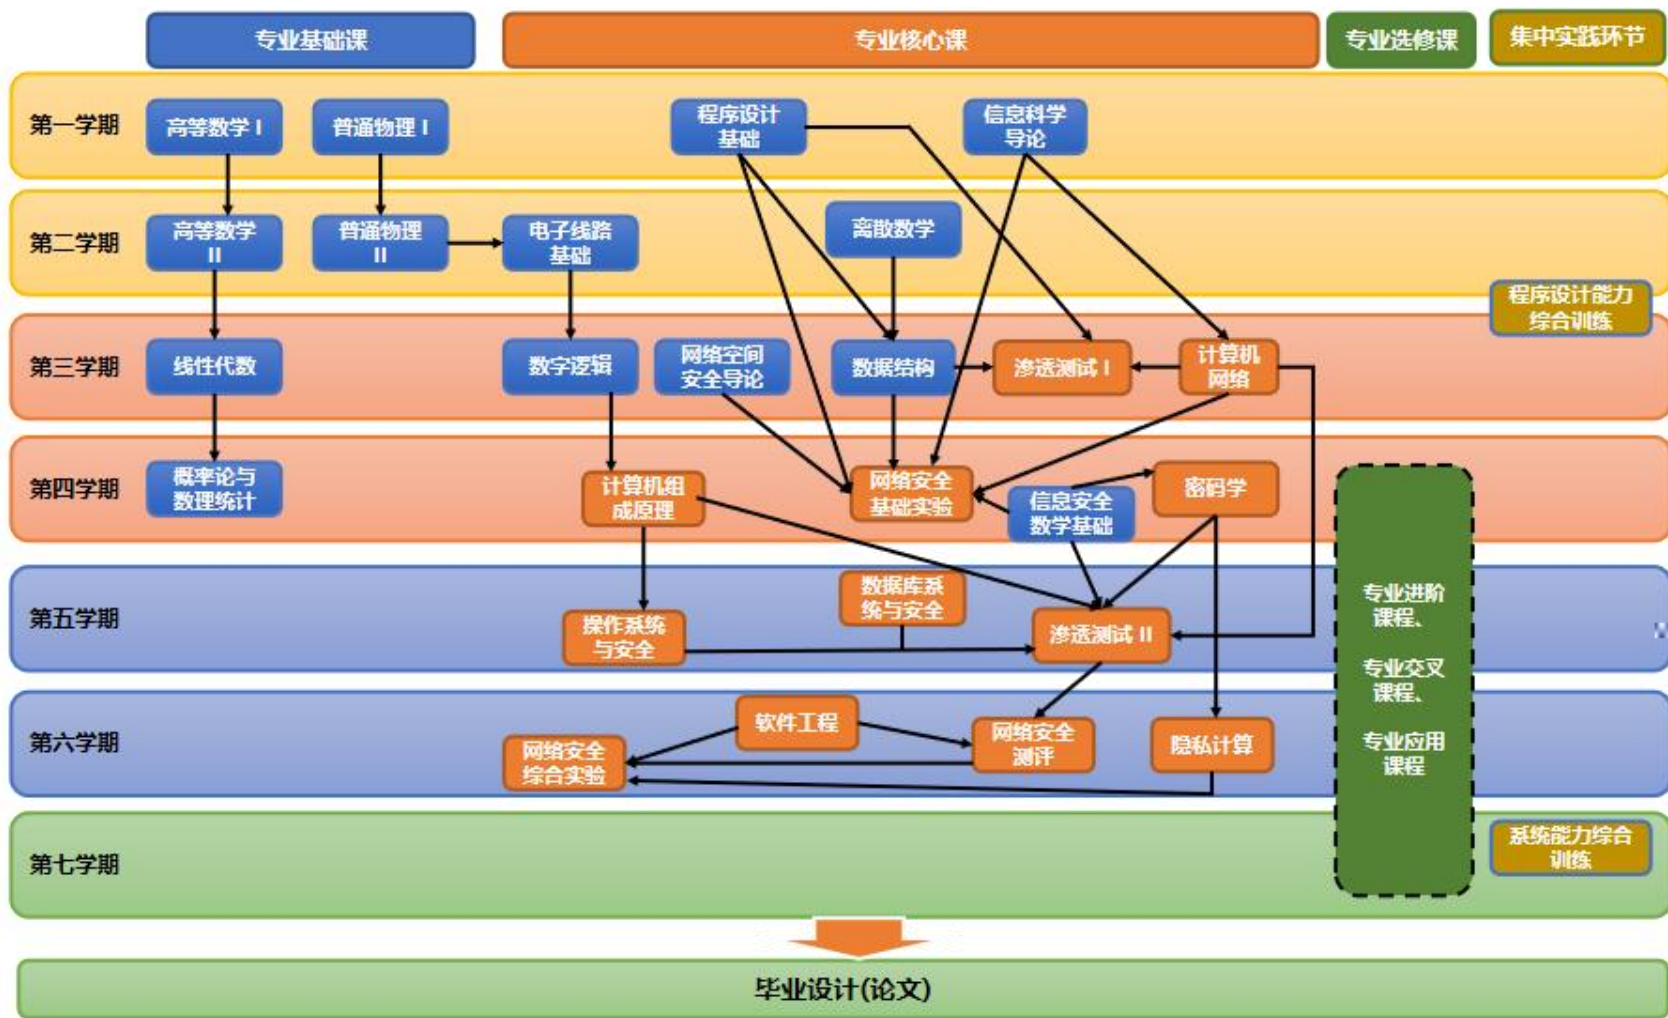 专业基础课
专业核心课
专业选修课
集中实践环节
第一学期
高等数学 I
普通物理 I
程序设计
基础
信息科学
导论
第二学期
高等数学
II
普通物理
II
电子线路
基础
离散数学
程序设计能力
综合训练
第三学期
线性代数
数字逻辑
网络空间
安全导论
数据结构
渗透测试 I
计算机
网络
第四学期
概率论与
数理统计
计算机组
成原理
网络安全
基础实验
信息安全
数学基础
密码学
第五学期
操作系统
与安全
数据库系
统与安全
渗透测试 II
专业进阶
课程、
专业交叉
课程、
专业应用
课程
第六学期
网络安全
综合实验
软件工程
网络安全
测评
隐私计算
第七学期
系统能力综合
训练
毕业设计(论文)